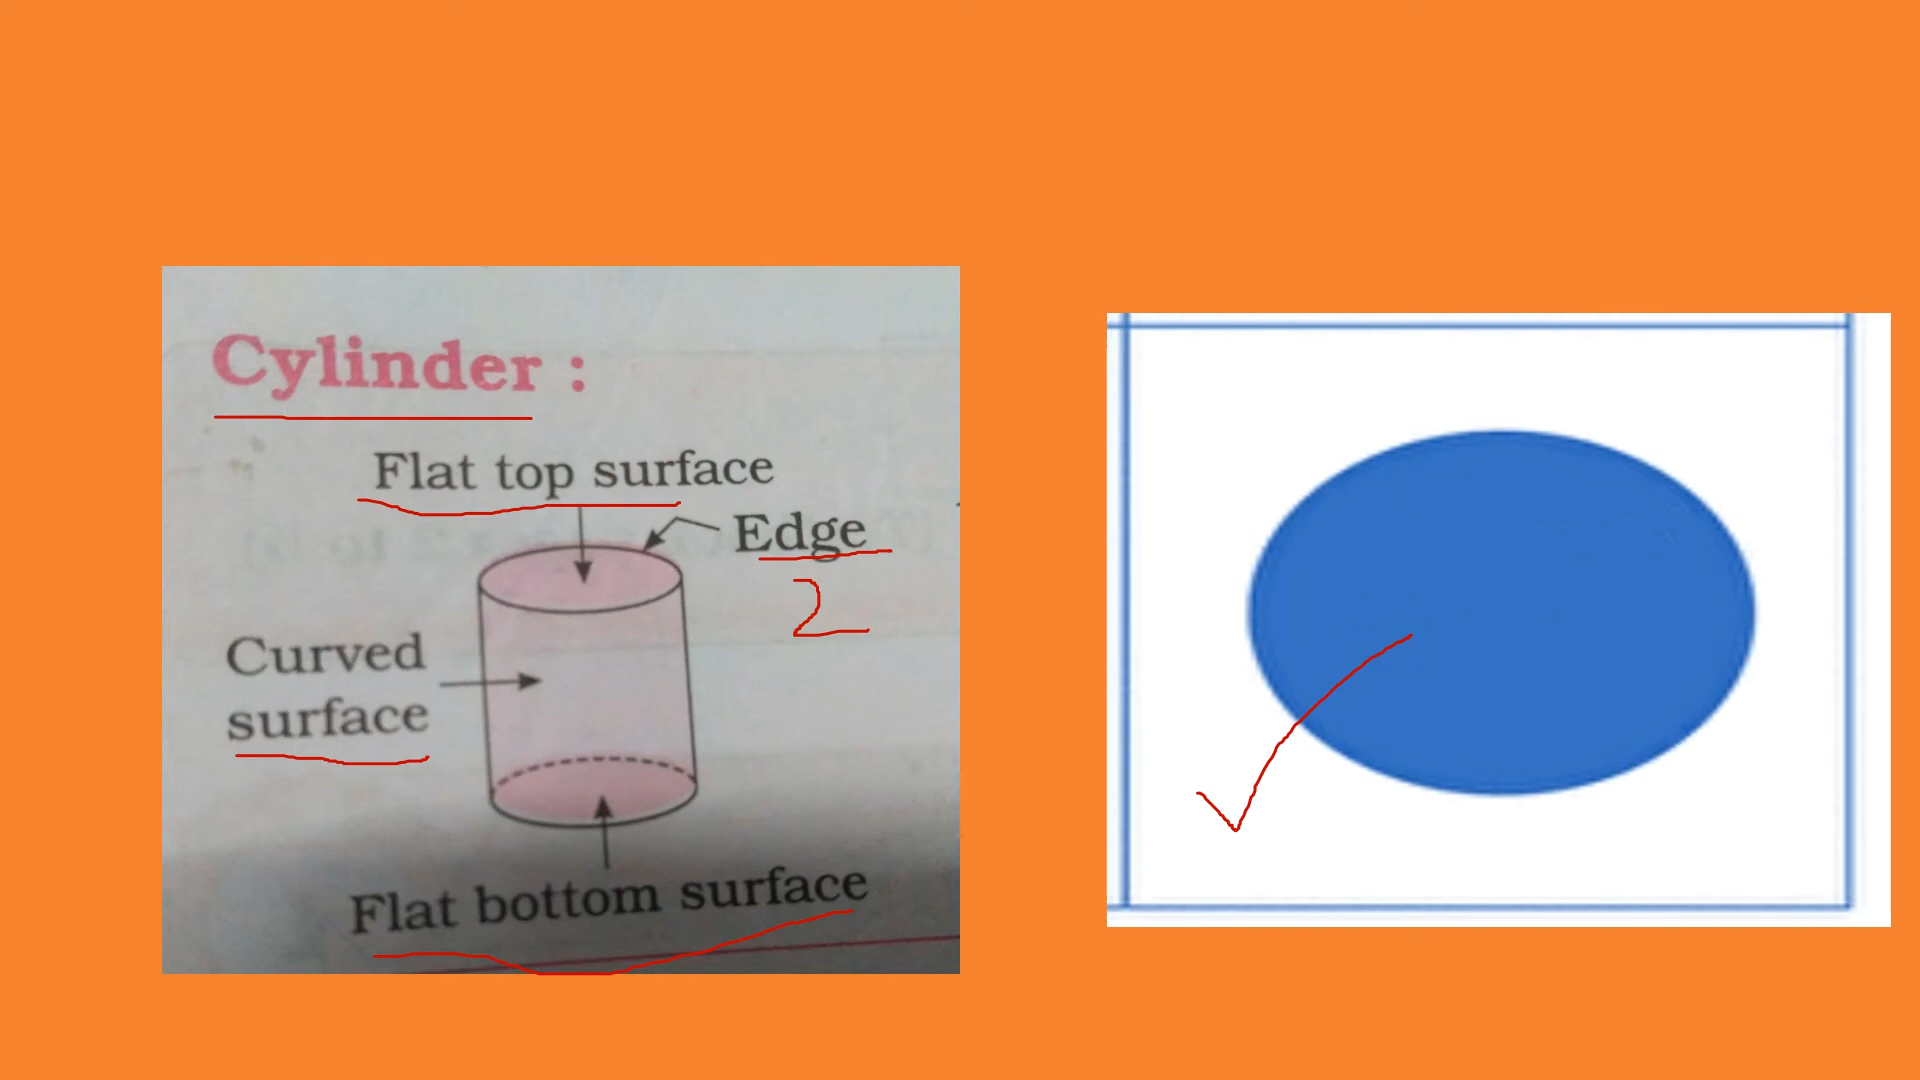 Cylinder :
Flat top surface
Edge
2
Curved
surface
Flat bottom surface